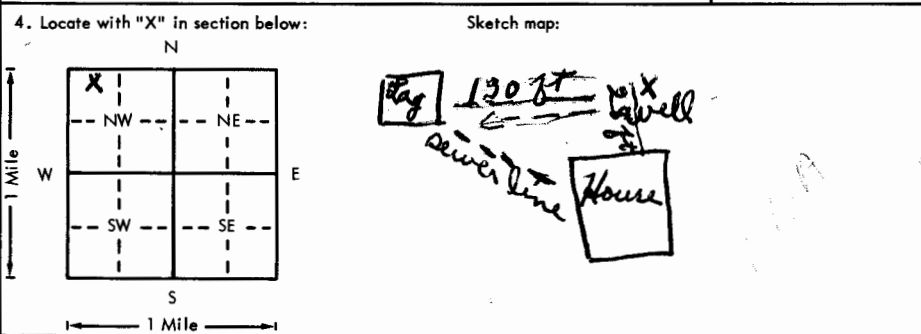 4. Locate with "X" in section below:
Sketch map:
N
X
NW
NE
W
E
SW
SE
S
1 Mile
1 Mile
Lag
130 ft
X
well
sewer line
House